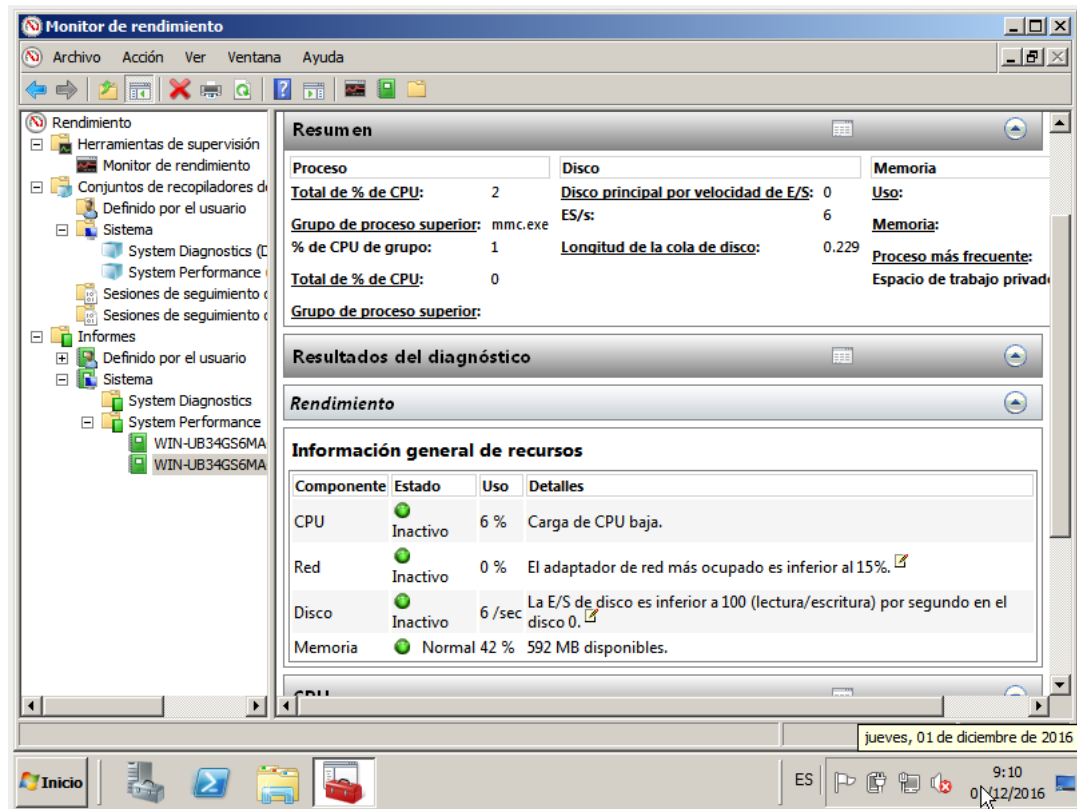 Monitor de rendimiento
Archivo Acción Ver Ventana Ayuda
Rendimiento
Herramientas de supervisión
Monitor de rendimiento
Conjuntos de recopiladores d
Definido por el usuario
Sistema
System Diagnostics (D
System Performance
Sesiones de seguimiento
Sesiones de seguimiento
Informes
Definido por el usuario
Sistema
System Diagnostics
System Performance
WIN-UB34GS6MA
WIN-UB34GS6MA
Resumen
Proceso Disco Memoria
Total de % de CPU: 2 Disco principal por velocidad de E/S: 0 Uso:
Grupo de proceso superior: mmc.exe ES/s: 6 Memoria:
% de CPU de grupo: 1 Longitud de la cola de disco: 0.229 Proceso más frecuente:
Total de % de CPU: 0 Espacio de trabajo privad
Grupo de proceso superior:
Resultados del diagnóstico
Rendimiento
Información general de recursos
Componente Estado Uso Detalles
CPU Inactivo 6 % Carga de CPU baja.
Red Inactivo 0 % El adaptador de red más ocupado es inferior al 15%.
Disco Inactivo 6 /sec La E/S de disco es inferior a 100 (lectura/escritura) por segundo en el
disco 0.
Memoria Normal 42 % 592 MB disponibles.
CPU
jueves, 01 de diciembre de 2016
Inicio ES 9:10
/12/2016